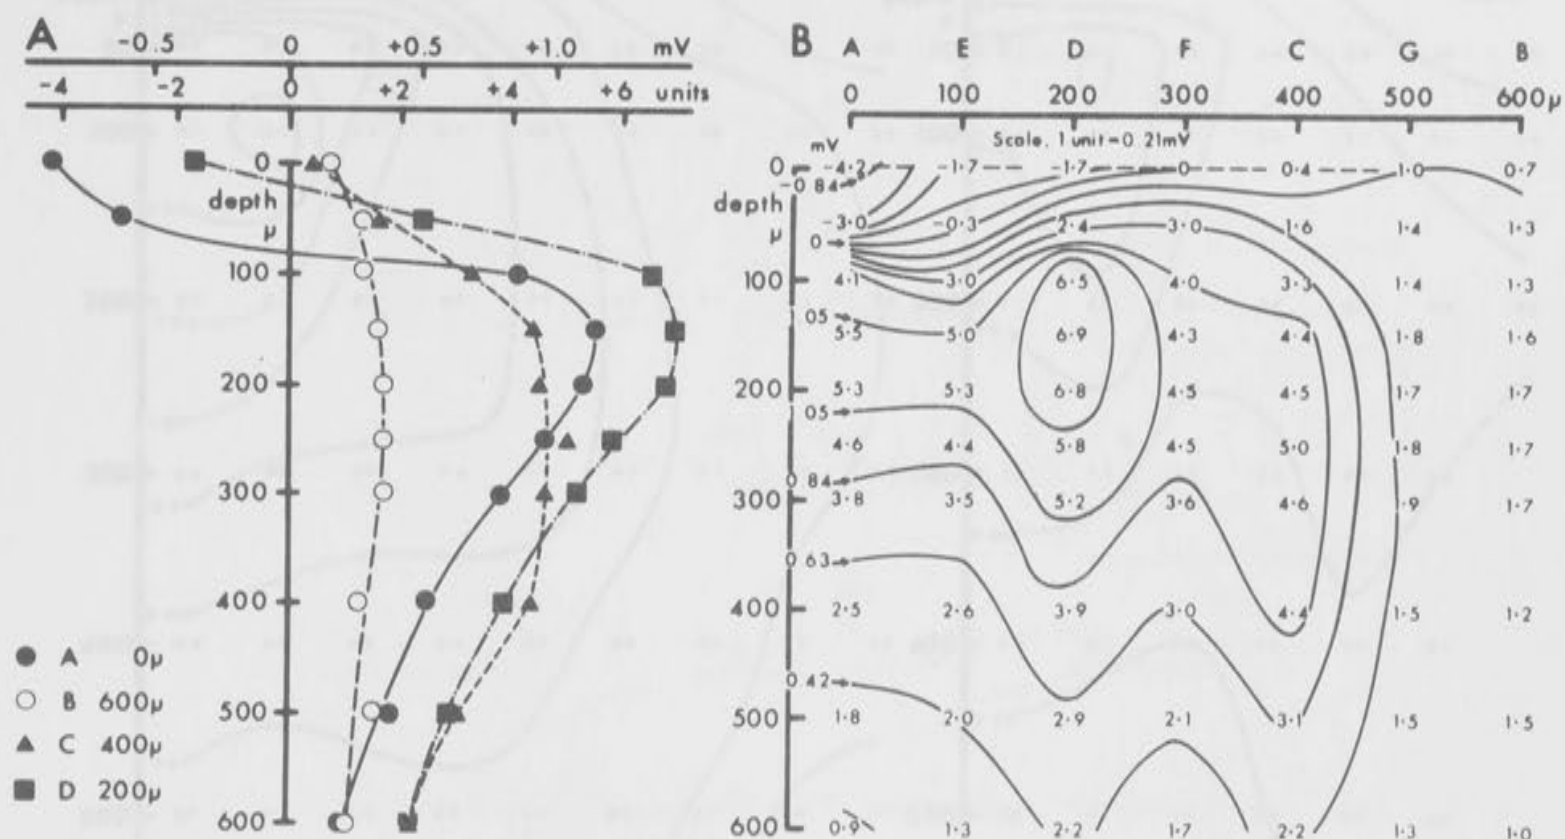 A
-0.5 0 +0.5 +1.0 mV
-4 -2 0 +2 +4 +6 units
0
depth
μ
100
200
300
400
500
600
A 0μ
B 600μ
C 400μ
D 200μ
B A E D F C G B
0 100 200 300 400 500 600μ
mV Scale, 1 unit=0.21mV
0 -4·2 -1·7 -1·7 0 0·4 1·0 0·7
-0 84
depth -3·0 -0·3 2·4 3·0 1·6 1·4 1·3
μ 0
100 4·1 3·0 6·5 4·0 3·3 1·4 1·3
1 05
5·5 5·0 6·9 4·3 4·4 1·8 1·6
200 5·3 5·3 6·8 4·5 4·5 1·7 1·7
1 05
4·6 4·4 5·8 4·5 5·0 1·8 1·7
0 84
300 3·8 3·5 5·2 3·6 4·6 1·9 1·7
0 63
400 2·5 2·6 3·9 3·0 4·4 1·5 1·2
0 42
500 1·8 2·0 2·9 2·1 3·1 1·5 1·5
600 0·9 1·3 2·2 1·7 2·2 1·3 1·0